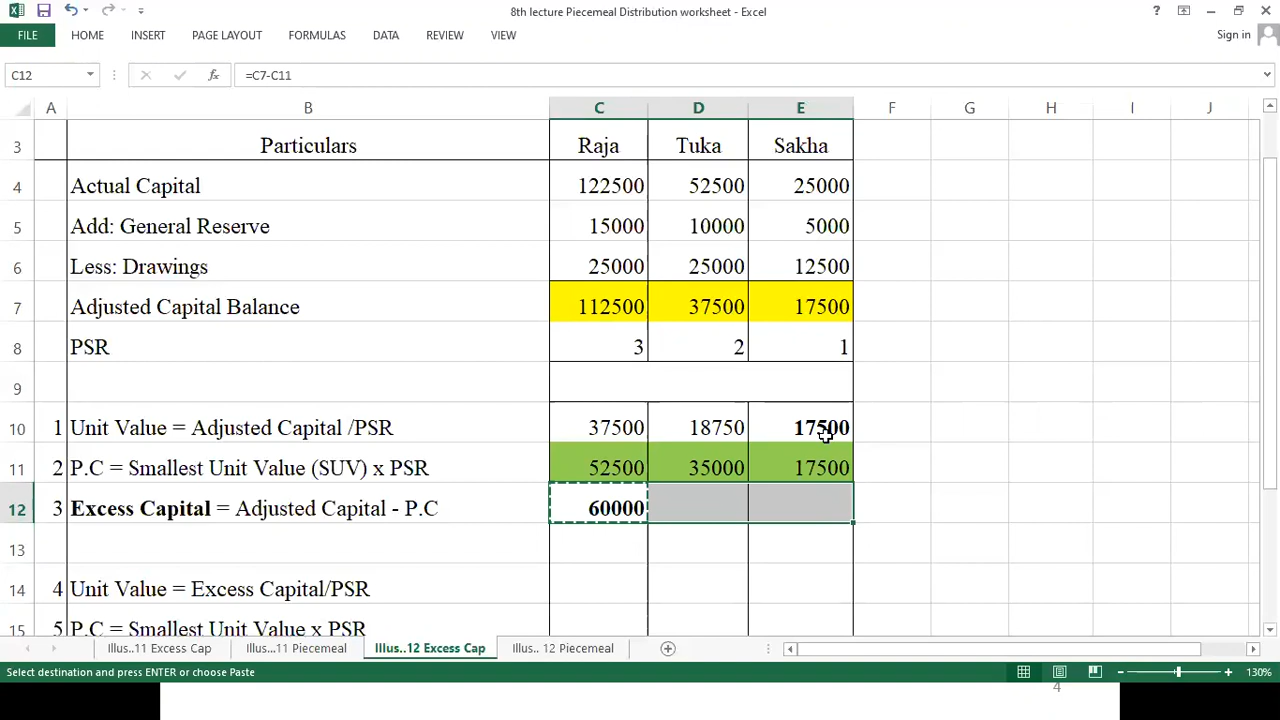 8th lecture Piecemeal Distribution worksheet - Excel
FILE HOME INSERT PAGE LAYOUT FORMULAS DATA REVIEW VIEW Sign in
C12 =C7-C11
A B C D E F G H I J
3 Particulars Raja Tuka Sakha
4 Actual Capital 122500 52500 25000
5 Add: General Reserve 15000 10000 5000
6 Less: Drawings 25000 25000 12500
7 Adjusted Capital Balance 112500 37500 17500
8 PSR 3 2 1
9
10 1 Unit Value = Adjusted Capital /PSR 37500 18750 17500
11 2 P.C = Smallest Unit Value (SUV) x PSR 52500 35000 17500
12 3 Excess Capital = Adjusted Capital - P.C 60000
13
14 4 Unit Value = Excess Capital/PSR
15 5 P.C = Smallest Unit Value x PSR
Illus..11 Excess Cap Illus...11 Piecemeal Illus..12 Excess Cap Illus.. 12 Piecemeal
Select destination and press ENTER or choose Paste 130%
4